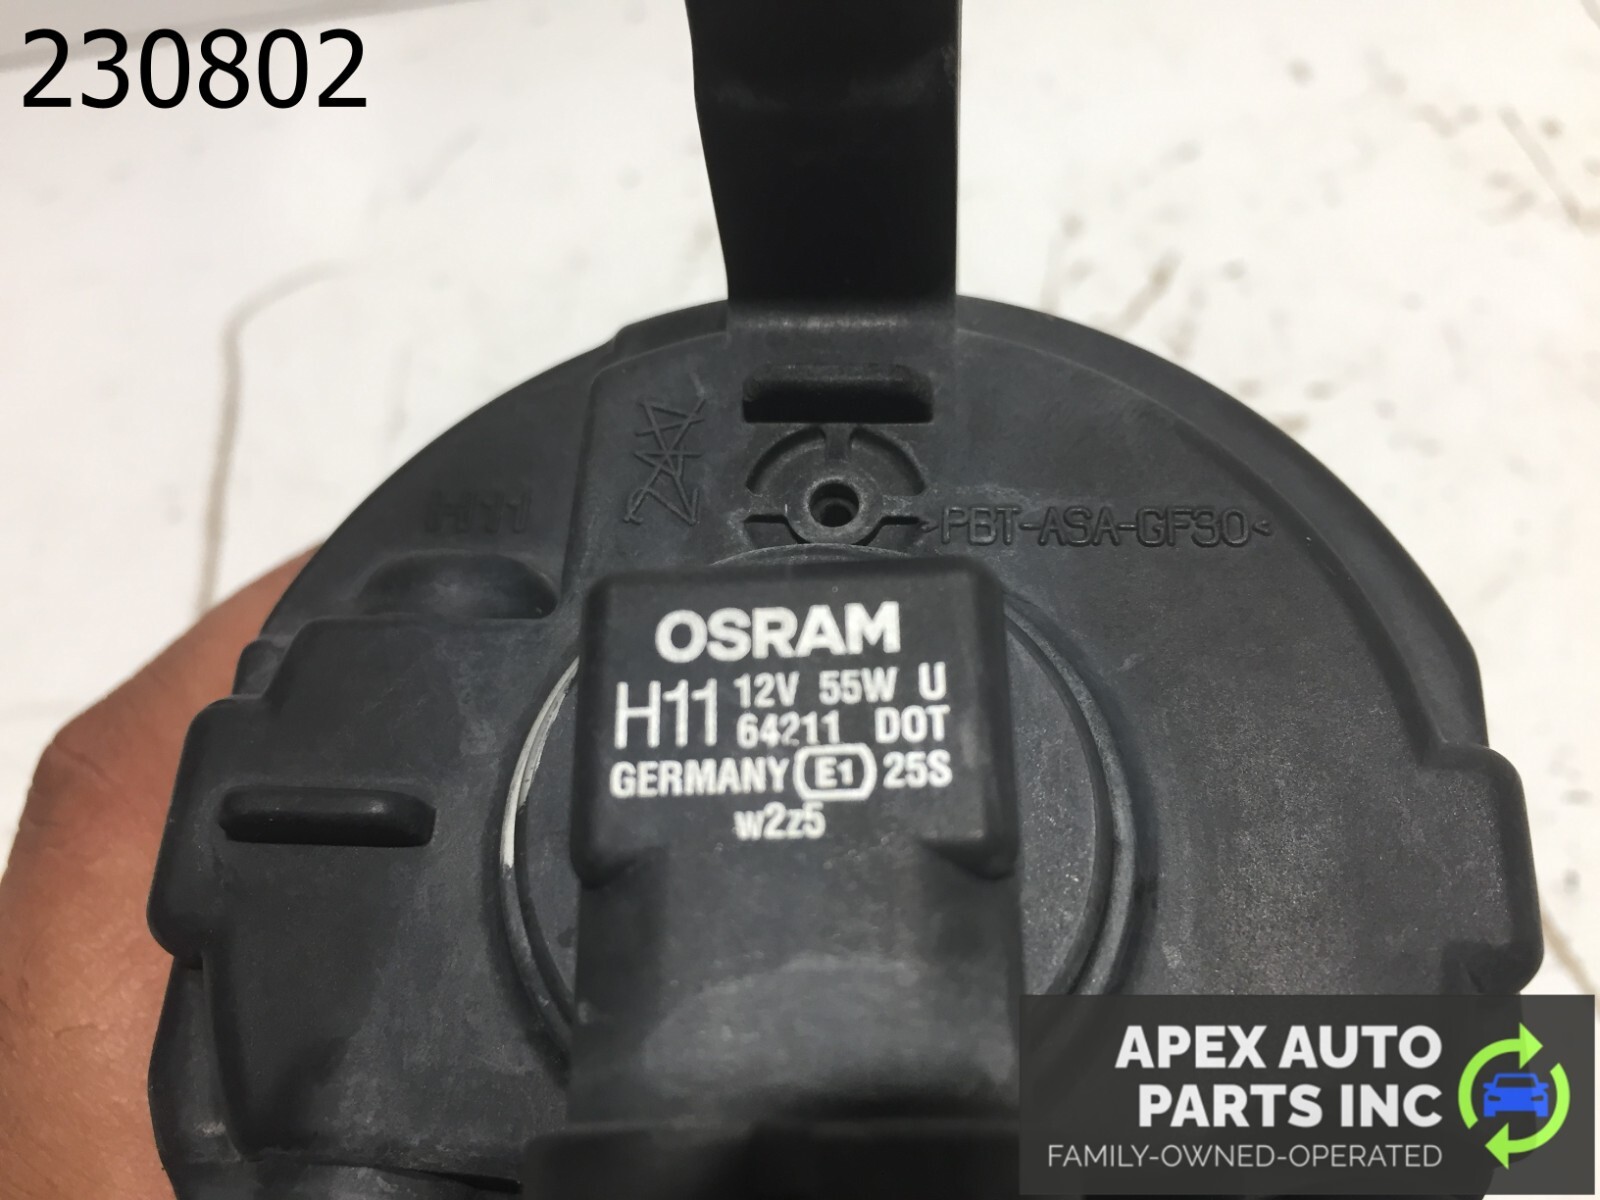 230802
H11
>PBT-ASA-GF30<
OSRAM
H11 12V 55W U
64211 DOT
GERMANY E1 25S
w2z5
APEX AUTO
PARTS INC
FAMILY-OWNED-OPERATED